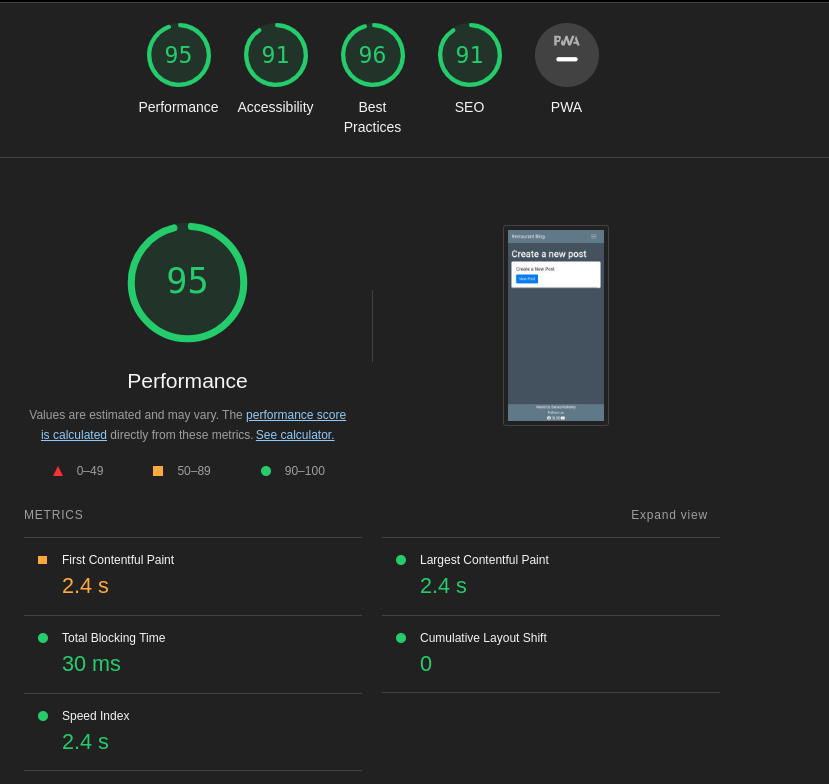 95
91
96
91
PWA
Performance
Accessibility
Best
Practices
SEO
PWA
95
Performance
Values are estimated and may vary. The performance score
is calculated directly from these metrics. See calculator.
0–49
50–89
90–100
Restaurant Blog
Create a new post
Create a New Post
New Post
Follow us
METRICS
Expand view
First Contentful Paint
2.4 s
Largest Contentful Paint
2.4 s
Total Blocking Time
30 ms
Cumulative Layout Shift
0
Speed Index
2.4 s